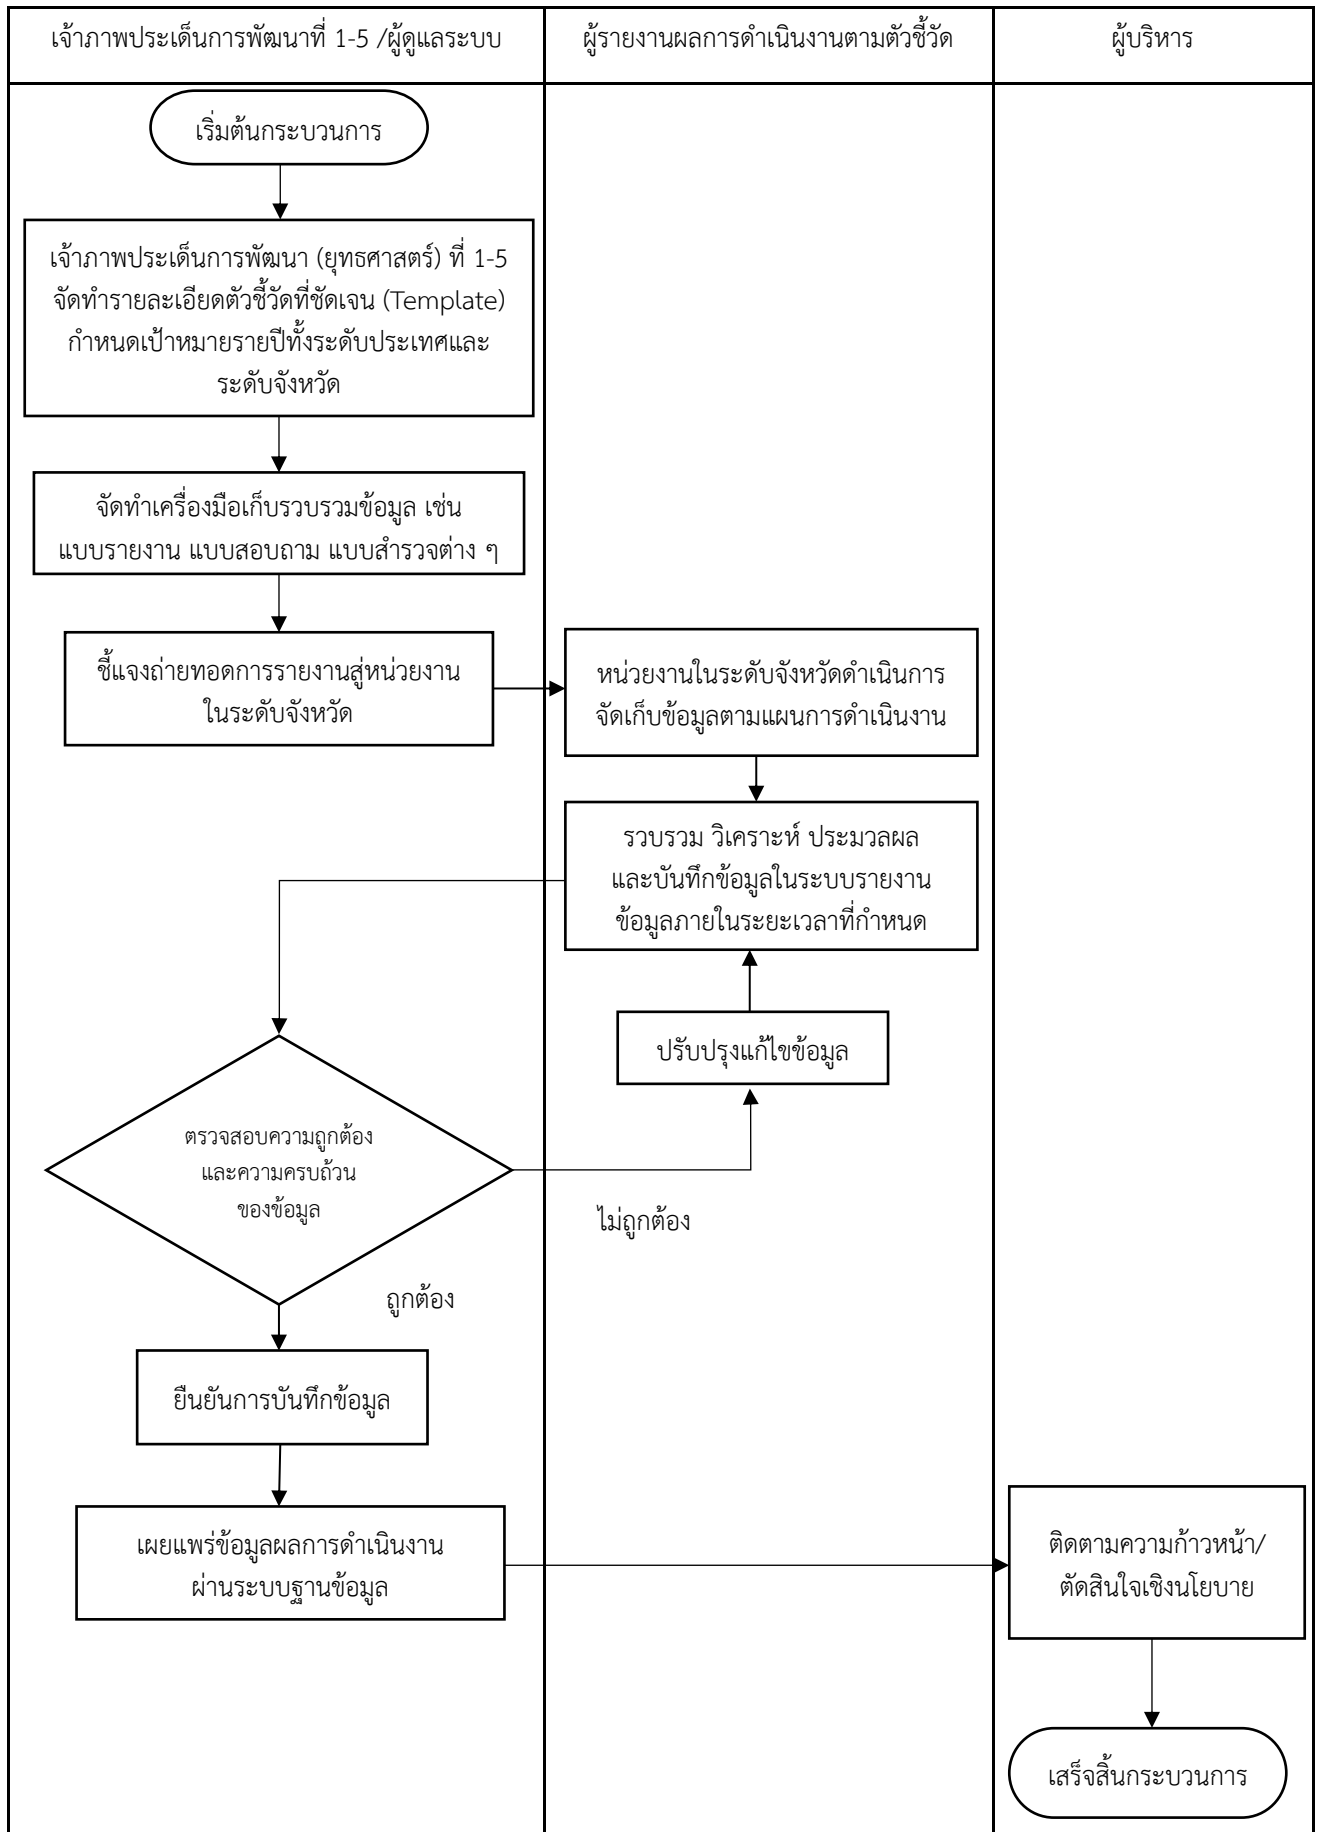 เจ้าภาพประเด็นการพัฒนาที่ 1-5 /ผู้ดูแลระบบ
ผู้รายงานผลการดำเนินงานตามตัวชี้วัด
ผู้บริหาร
เริ่มต้นกระบวนการ
เจ้าภาพประเด็นการพัฒนา (ยุทธศาสตร์) ที่ 1-5
จัดทำรายละเอียดตัวชี้วัดที่ชัดเจน (Template)
กำหนดเป้าหมายรายปีทั้งระดับประเทศและ
ระดับจังหวัด
จัดทำเครื่องมือเก็บรวบรวมข้อมูล เช่น
แบบรายงาน แบบสอบถาม แบบสำรวจต่าง ๆ
ชี้แจงถ่ายทอดการรายงานสู่หน่วยงาน
ในระดับจังหวัด
หน่วยงานในระดับจังหวัดดำเนินการ
จัดเก็บข้อมูลตามแผนการดำเนินงาน
รวบรวม วิเคราะห์ ประมวลผล
และบันทึกข้อมูลในระบบรายงาน
ข้อมูลภายในระยะเวลาที่กำหนด
ปรับปรุงแก้ไขข้อมูล
ตรวจสอบความถูกต้อง
และความครบถ้วน
ของข้อมูล
ไม่ถูกต้อง
ถูกต้อง
ยืนยันการบันทึกข้อมูล
เผยแพร่ข้อมูลผลการดำเนินงาน
ผ่านระบบฐานข้อมูล
ติดตามความก้าวหน้า/
ตัดสินใจเชิงนโยบาย
เสร็จสิ้นกระบวนการ